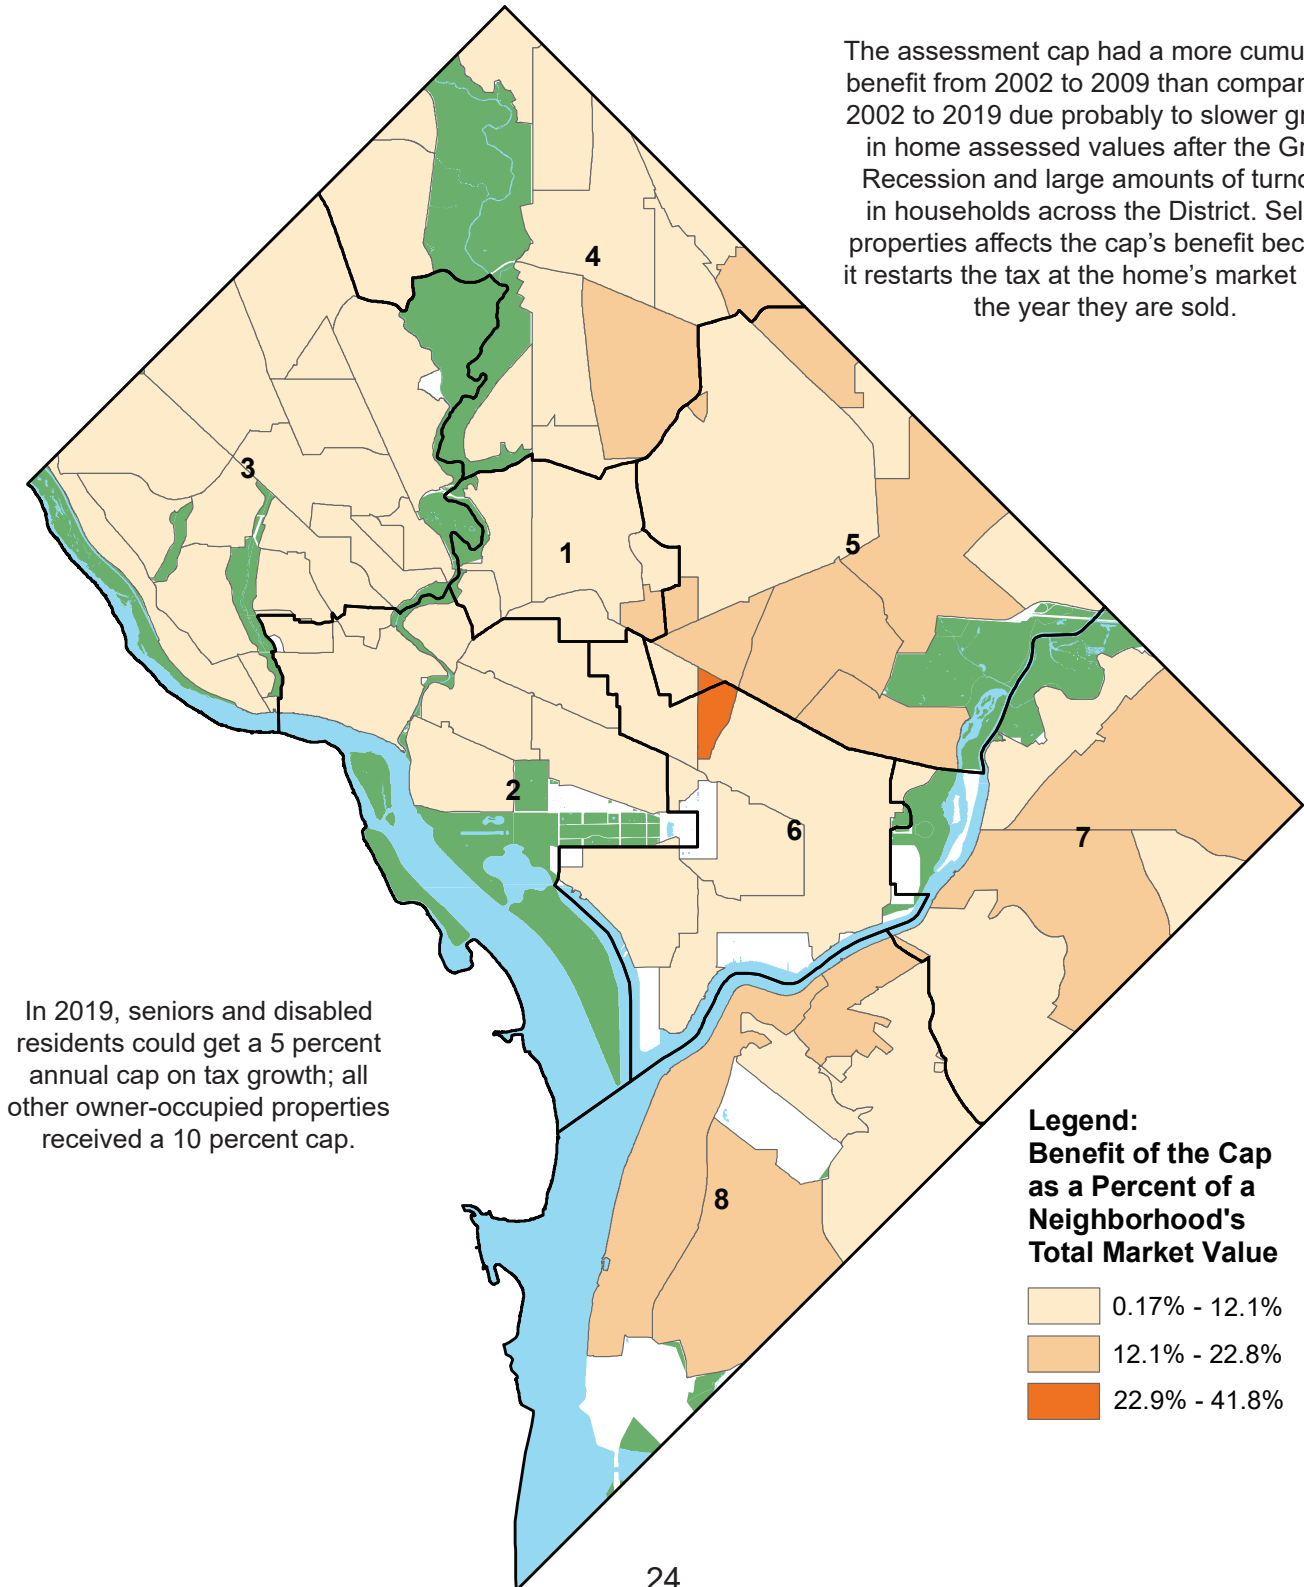 The assessment cap had a more cumu
benefit from 2002 to 2009 than compar
2002 to 2019 due probably to slower gr
in home assessed values after the Gr
Recession and large amounts of turno
in households across the District. Sel
properties affects the cap’s benefit bec
it restarts the tax at the home’s market
the year they are sold.
4
3
5
1
2
6
7
In 2019, seniors and disabled
residents could get a 5 percent
annual cap on tax growth; all
other owner-occupied properties
received a 10 percent cap.
8
Legend:
Benefit of the Cap
as a Percent of a
Neighborhood's
Total Market Value
0.17% - 12.1%
12.1% - 22.8%
22.9% - 41.8%
24